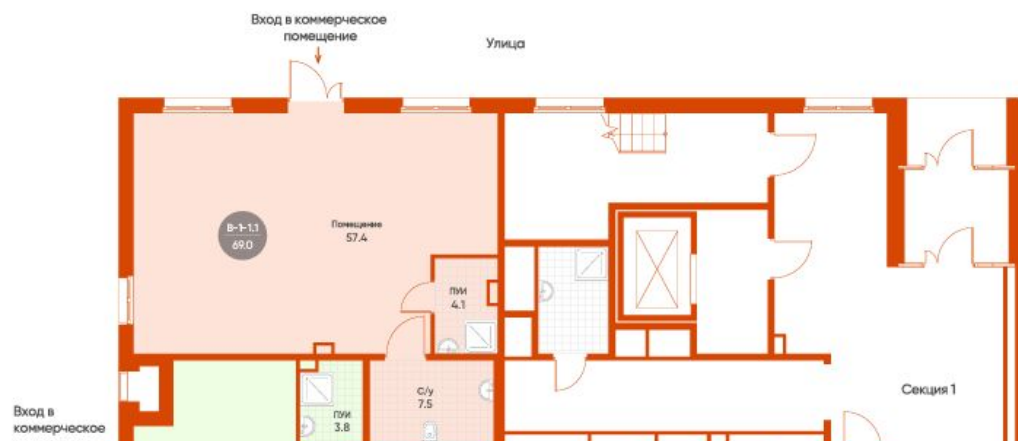 Вход в коммерческое
помещение
Улица
В-1-1.1
69.0
Помещение
57.4
ПУИ
4.1
С/у
7.5
ПУИ
3.8
Секция 1
Вход в
коммерческое